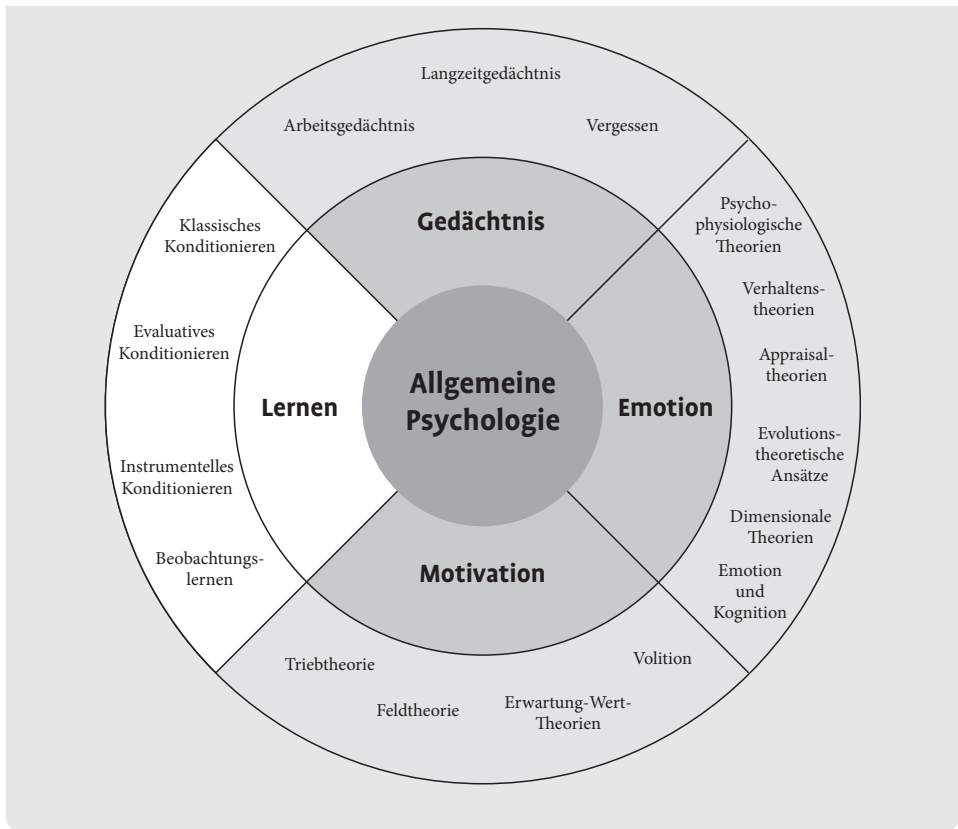 Langzeitgedächtnis
Arbeitsgedächtnis
Vergessen
Gedächtnis
Klassisches
Konditionieren
Evaluatives
Konditionieren
Instrumentelles
Konditionieren
Beobachtungs-
lernen
Lernen
Allgemeine
Psychologie
Emotion
Psycho-
physiologische
Theorien
Verhaltens-
theorien
Appraisal-
theorien
Evolutions-
theoretische
Ansätze
Dimensionale
Theorien
Emotion
und
Kognition
Motivation
Triebtheorie
Feldtheorie
Erwartung-Wert-
Theorien
Volition